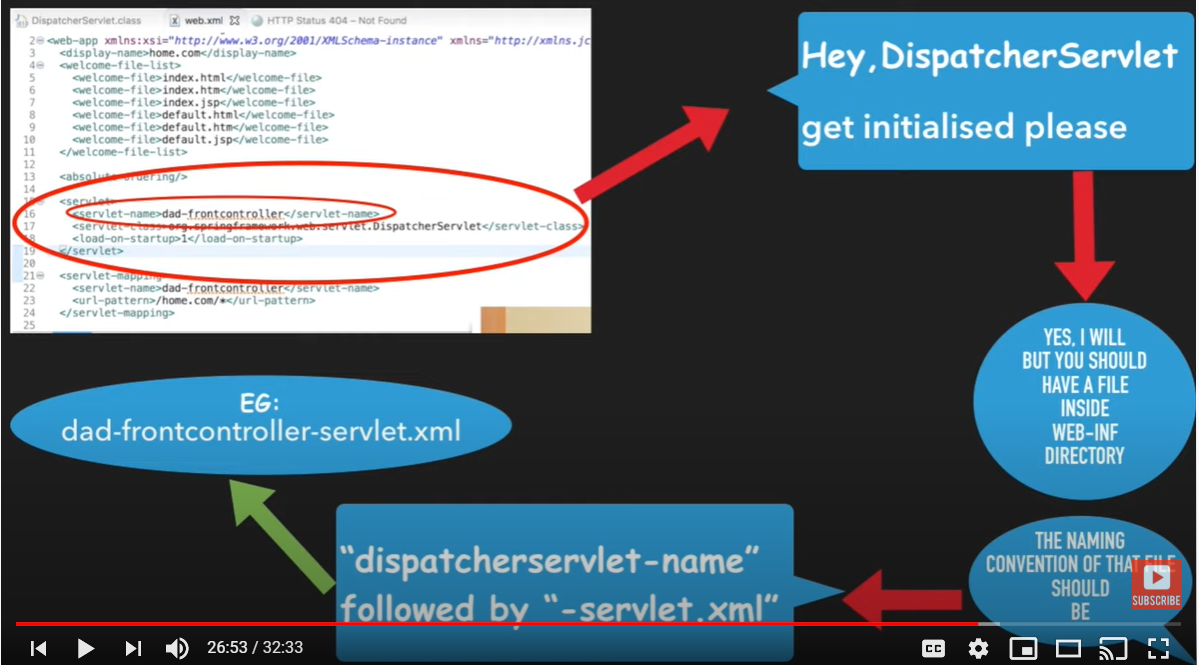 DispatcherServlet.class web.xml HTTP Status 404 – Not Found
2 <web-app xmlns:xsi="http://www.w3.org/2001/XMLSchema-instance" xmlns="http://xmlns.jc
3 <display-name>home.com</display-name>
4 <welcome-file-list>
5 <welcome-file>index.html</welcome-file>
6 <welcome-file>index.htm</welcome-file>
7 <welcome-file>index.jsp</welcome-file>
8 <welcome-file>default.html</welcome-file>
9 <welcome-file>default.htm</welcome-file>
10 <welcome-file>default.jsp</welcome-file>
11 </welcome-file-list>
12
13 <absolute-ordering/>
14
15 <servlet>
16 <servlet-name>dad-frontcontroller</servlet-name>
17 <servlet-class>org.springframework.web.servlet.DispatcherServlet</servlet-class>
18 <load-on-startup>1</load-on-startup>
19 </servlet>
20
21 <servlet-mapping>
22 <servlet-name>dad-frontcontroller</servlet-name>
23 <url-pattern>/home.com/*</url-pattern>
24 </servlet-mapping>
25
Hey,DispatcherServlet
get initialised please
YES, I WILL
BUT YOU SHOULD
HAVE A FILE
INSIDE
WEB-INF
DIRECTORY
THE NAMING
CONVENTION OF THAT FILE
SHOULD
BE
"dispatcherservlet-name"
followed by "-servlet.xml"
EG:
dad-frontcontroller-servlet.xml
SUBSCRIBE
26:53 / 32:33
CC